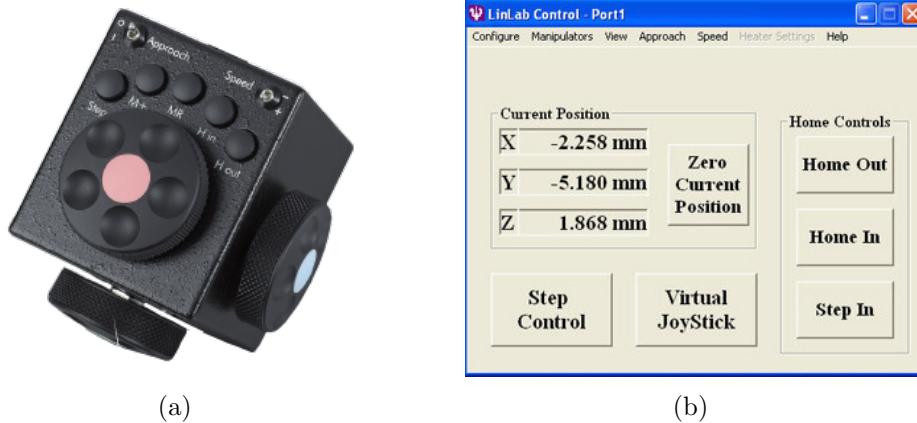 O
I
Approach
Speed
-
+
Step
M+
MR
H in
H out
LinLab Control - Port1
Configure Manipulators View Approach Speed Heater Settings Help
Current Position
X -2.258 mm
Y -5.180 mm
Z 1.868 mm
Zero
Current
Position
Step
Control
Virtual
JoyStick
Home Controls
Home Out
Home In
Step In
(a)
(b)